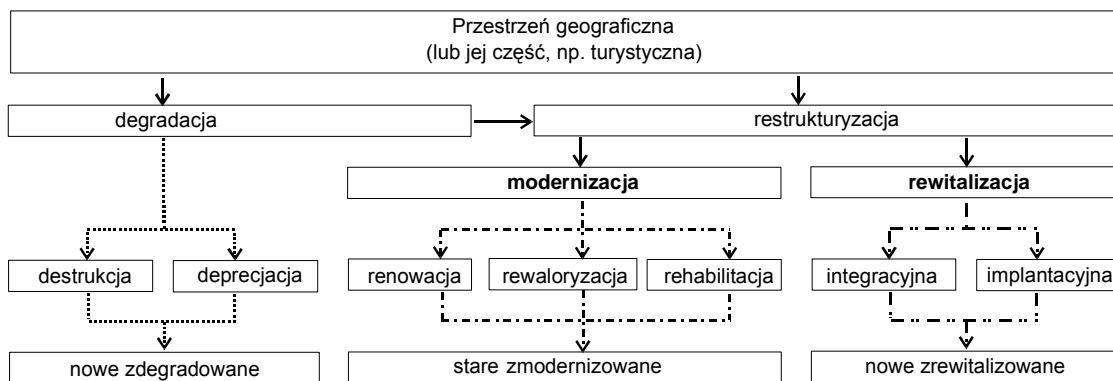 Przestrzeń geograficzna
(lub jej część, np. turystyczna)
degradacja
restrukturyzacja
modernizacja
rewitalizacja
destrukcja
deprecjacja
renowacja
rewaloryzacja
rehabilitacja
integracyjna
implantacyjna
nowe zdegradowane
stare zmodernizowane
nowe zrewitalizowane